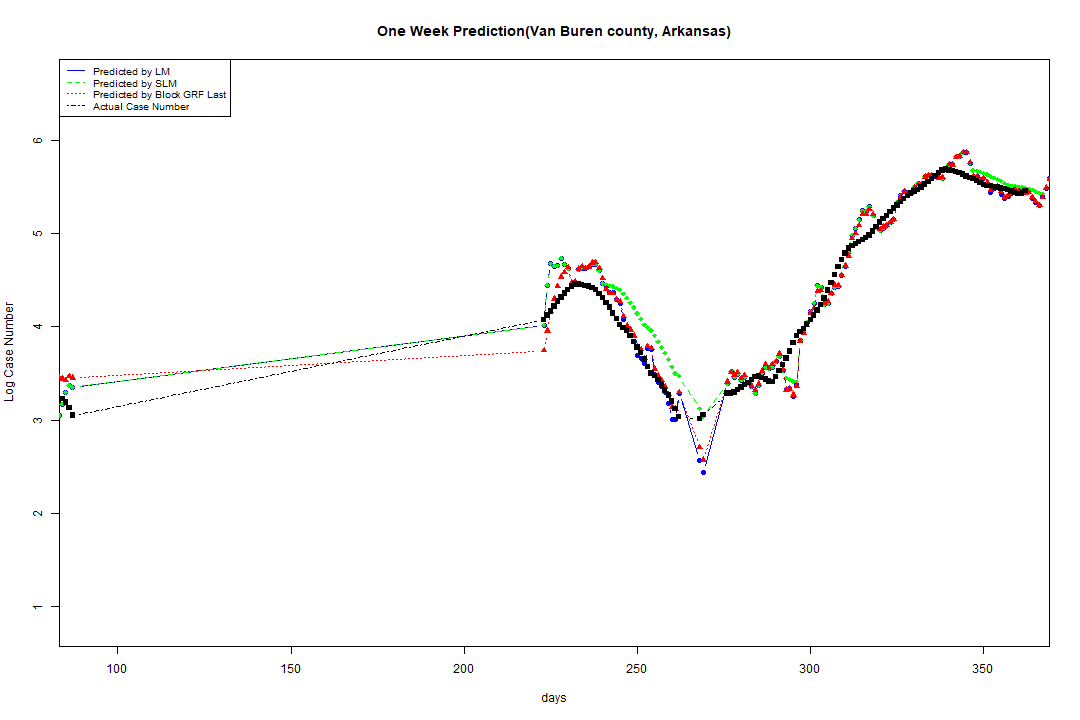 One Week Prediction(Van Buren county, Arkansas)
Predicted by LM
Predicted by SLM
Predicted by Block GRF Last
Actual Case Number
6
5
4
3
2
1
Log Case Number
100 150 200 250 300 350
days